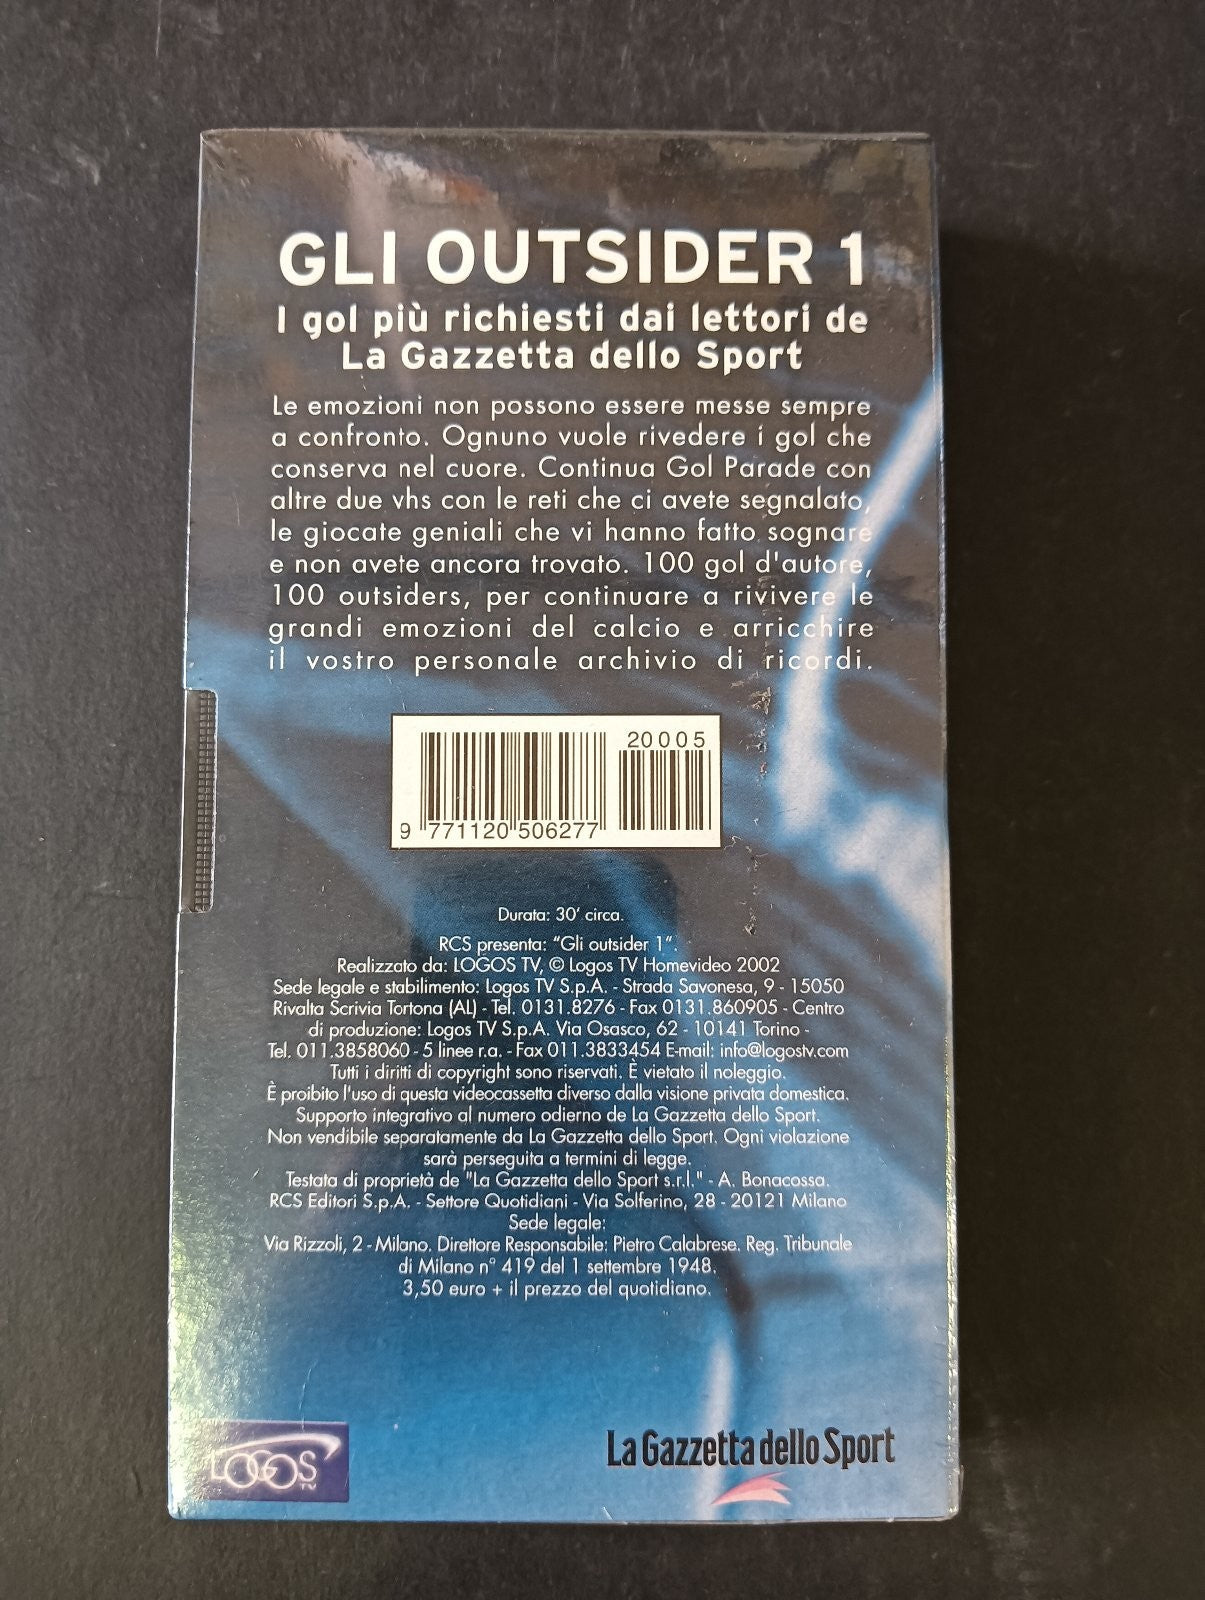 GLI OUTSIDER 1
I gol più richiesti dai lettori de
La Gazzetta dello Sport
Le emozioni non possono essere messe sempre
a confronto. Ognuno vuole rivedere i gol che
conserva nel cuore. Continua Gol Parade con
altre due vhs con le reti che ci avete segnalato,
le giocate geniali che vi hanno fatto sognare
e non avete ancora trovato. 100 gol d'autore,
100 outsiders, per continuare a rivivere le
grandi emozioni del calcio e arricchire
il vostro personale archivio di ricordi.
20005
9 771120 506277
Durata: 30' circa.
RCS presenta: "Gli outsider 1".
Realizzato da: LOGOS TV, © Logos TV Homevideo 2002
Sede legale e stabilimento: Logos TV S.p.A. - Strada Savonesa, 9 - 15050
Rivalta Scrivia Tortona (AL) - Tel. 0131.8276 - Fax 0131.860905 - Centro
di produzione: Logos TV S.p.A. Via Osasco, 62 - 10141 Torino -
Tel. 011.3858060 - 5 linee r.a. - Fax 011.3833454 E-mail: info@logostv.com
Tutti i diritti di copyright sono riservati. È vietato il noleggio.
È proibito l'uso di questa videocassetta diverso dalla visione privata domestica.
Supporto integrativo al numero odierno de La Gazzetta dello Sport.
Non vendibile separatamente da La Gazzetta dello Sport. Ogni violazione
sarà perseguita a termini di legge.
Testata di proprietà de "La Gazzetta dello Sport s.r.l." - A. Bonacossa.
RCS Editori S.p.A. - Settore Quotidiani - Via Solferino, 28 - 20121 Milano
Sede legale:
Via Rizzoli, 2 - Milano. Direttore Responsabile: Pietro Calabrese. Reg. Tribunale
di Milano n° 419 del 1 settembre 1948.
3,50 euro + il prezzo del quotidiano.
LOGOS
TV
La Gazzetta dello Sport